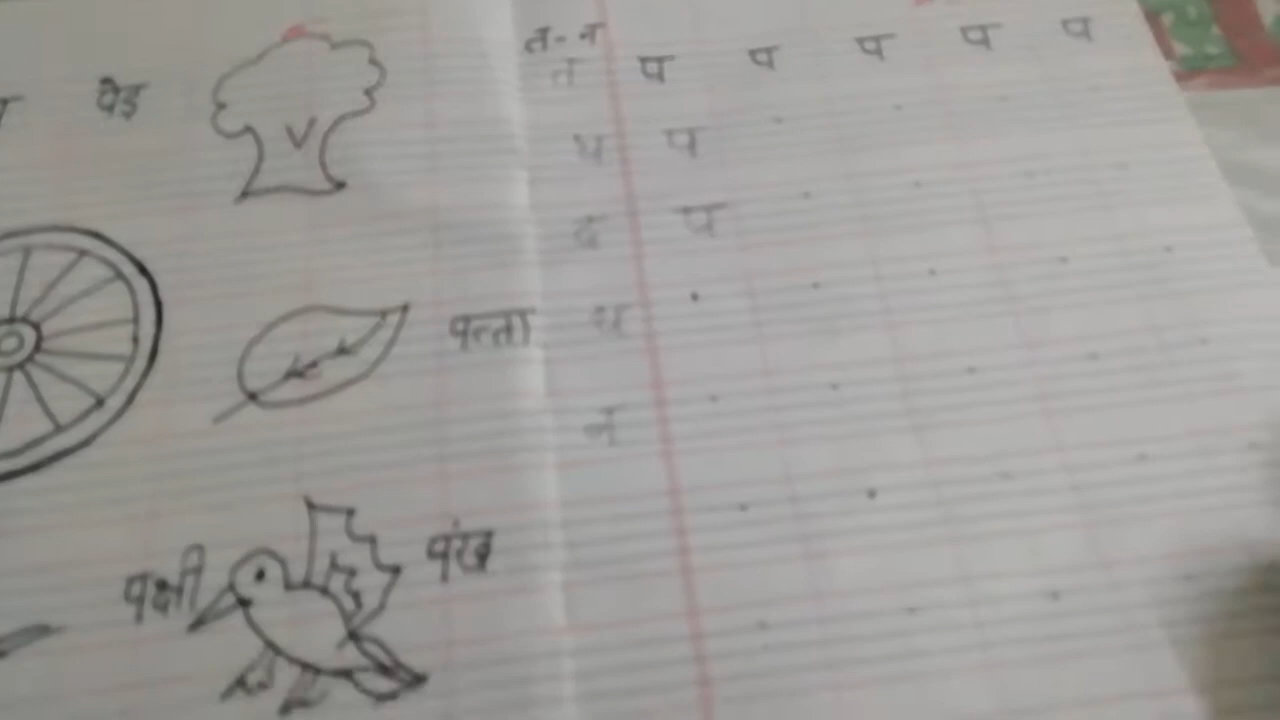 पेड़
पत्ता
पक्षी
पंख
त-न
त प प प प प
थ प
द प
ध
न